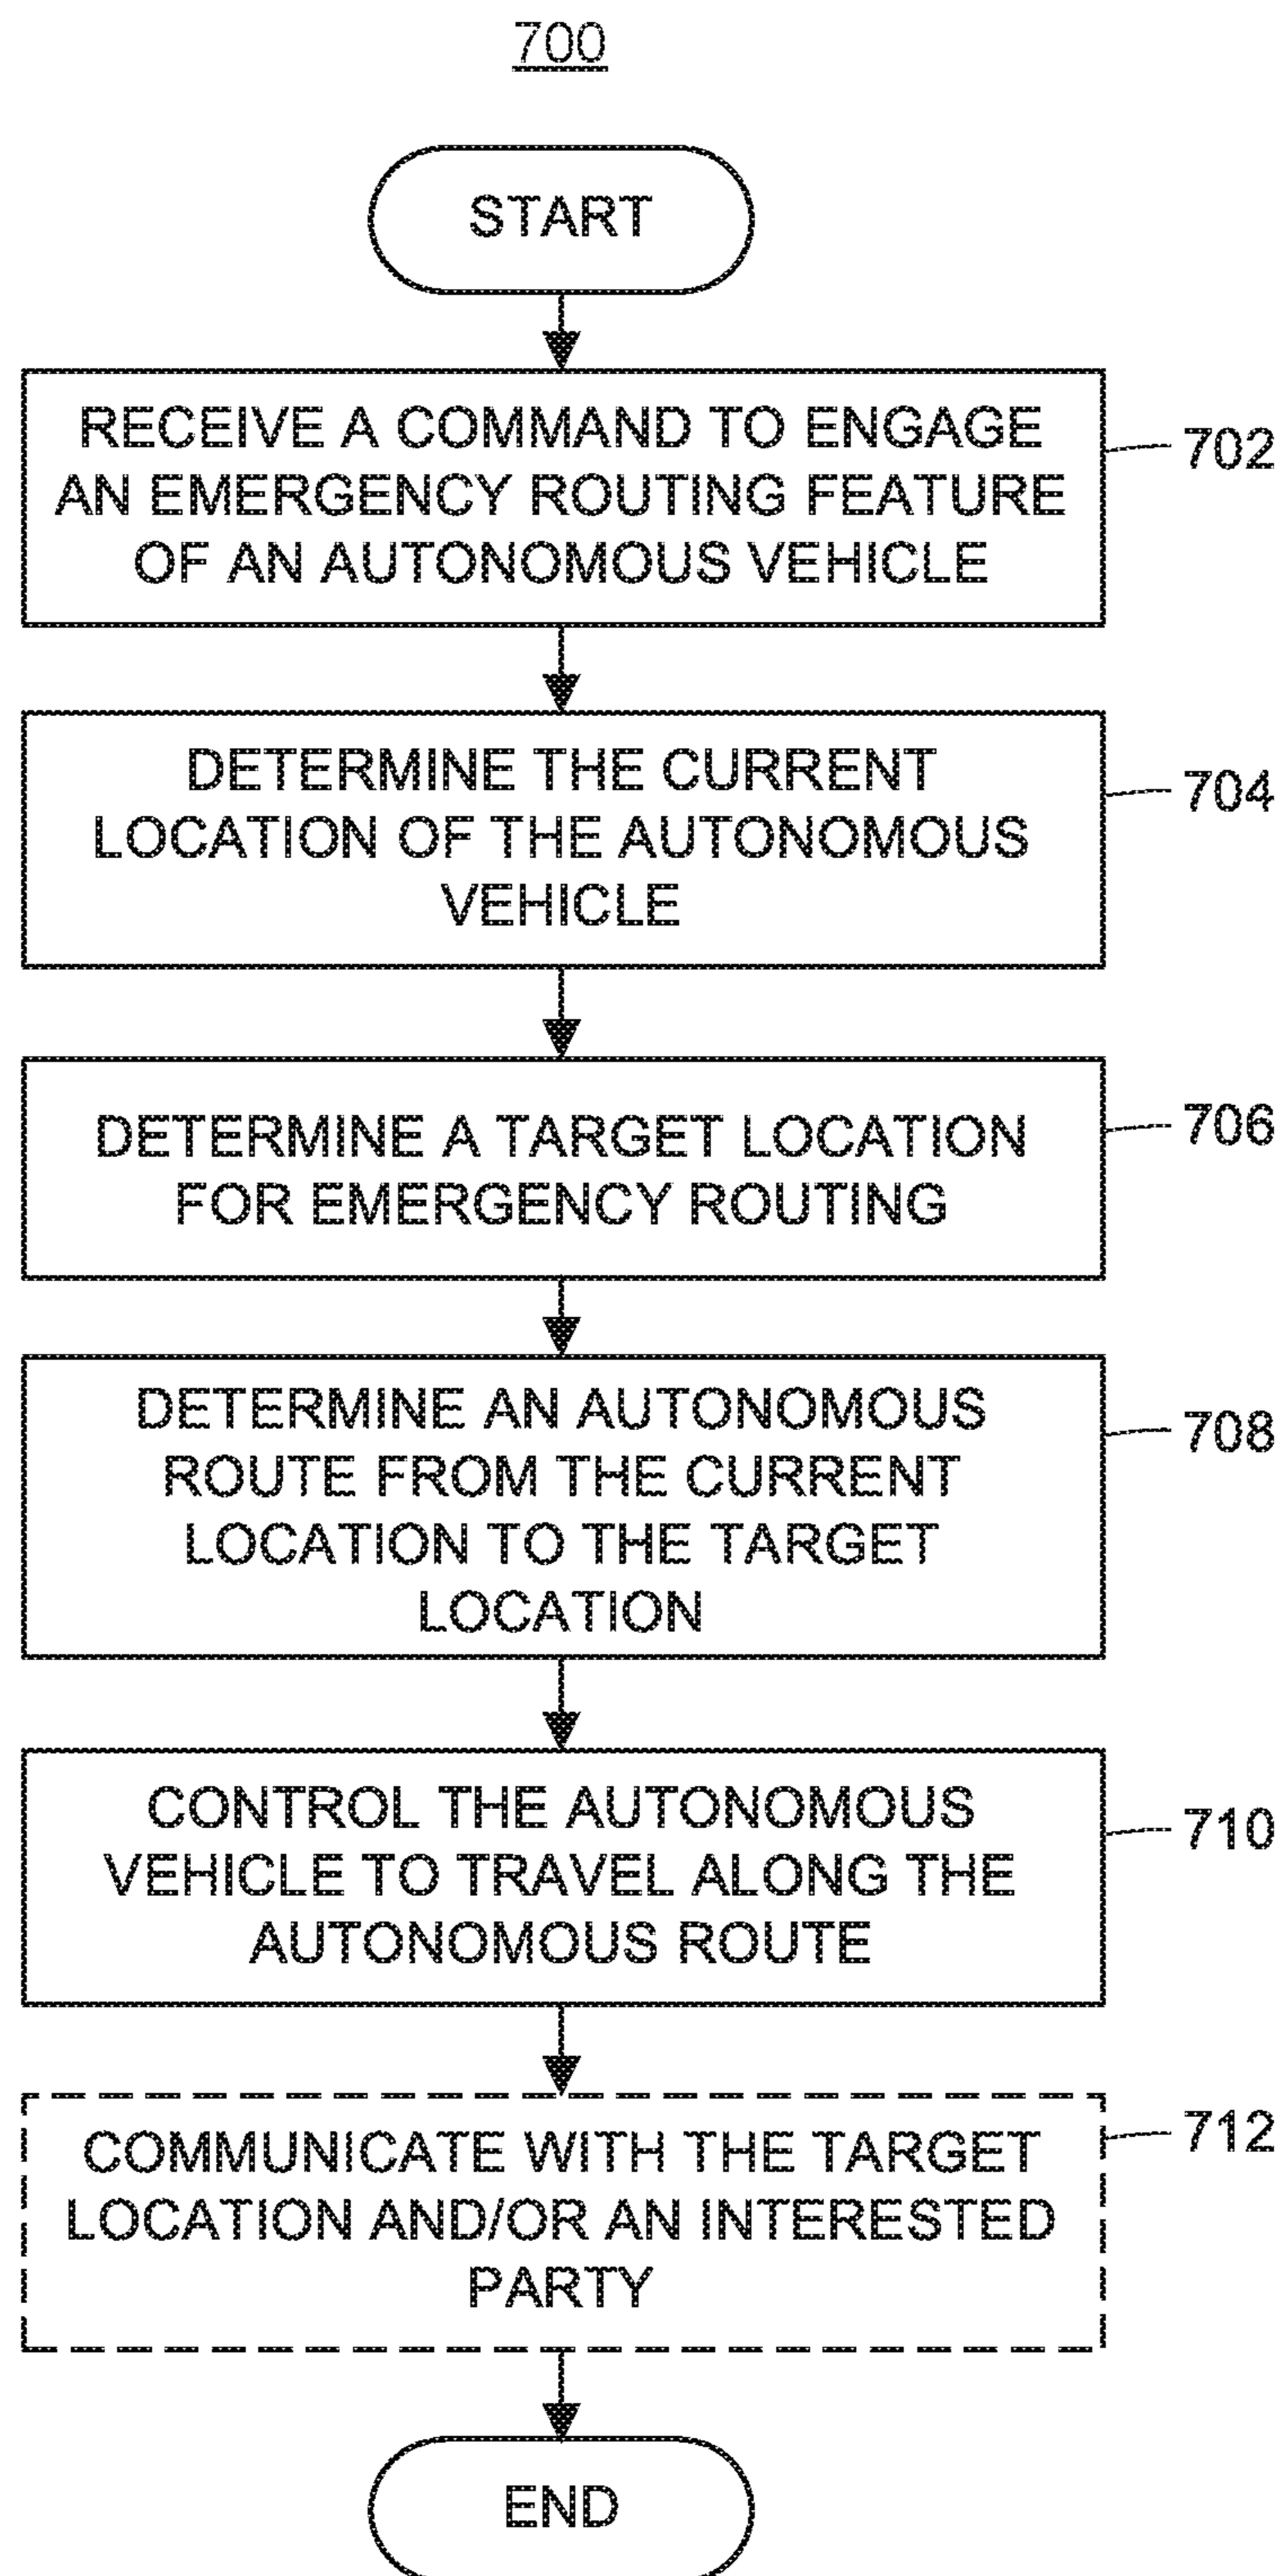 700
START
RECEIVE A COMMAND TO ENGAGE
AN EMERGENCY ROUTING FEATURE
OF AN AUTONOMOUS VEHICLE
702
DETERMINE THE CURRENT
LOCATION OF THE AUTONOMOUS
VEHICLE
704
DETERMINE A TARGET LOCATION
FOR EMERGENCY ROUTING
706
DETERMINE AN AUTONOMOUS
ROUTE FROM THE CURRENT
LOCATION TO THE TARGET
LOCATION
708
CONTROL THE AUTONOMOUS
VEHICLE TO TRAVEL ALONG THE
AUTONOMOUS ROUTE
710
COMMUNICATE WITH THE TARGET
LOCATION AND/OR AN INTERESTED
PARTY
712
END